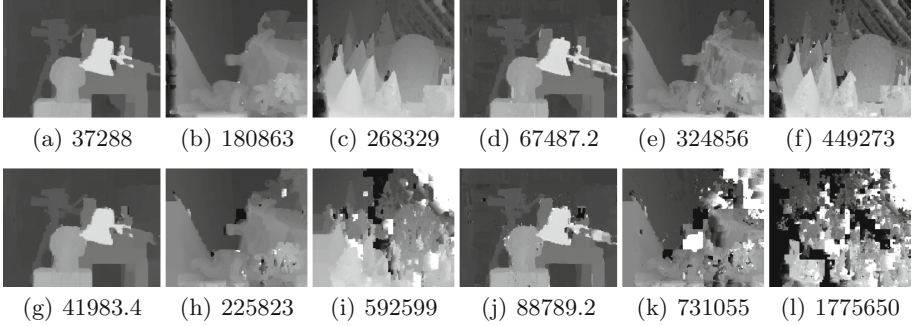 (a) 37288 (b) 180863 (c) 268329 (d) 67487.2 (e) 324856 (f) 449273
(g) 41983.4 (h) 225823 (i) 592599 (j) 88789.2 (k) 731055 (l) 1775650